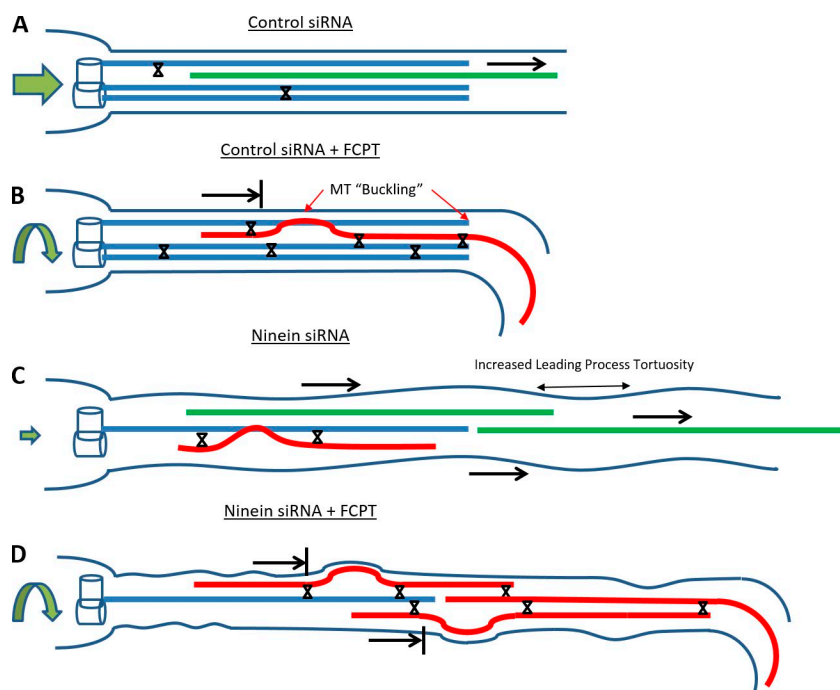 A
Control siRNA
Control siRNA + FCPT
B
MT “Buckling”
Ninein siRNA
C
Increased Leading Process Tortuosity
Ninein siRNA + FCPT
D